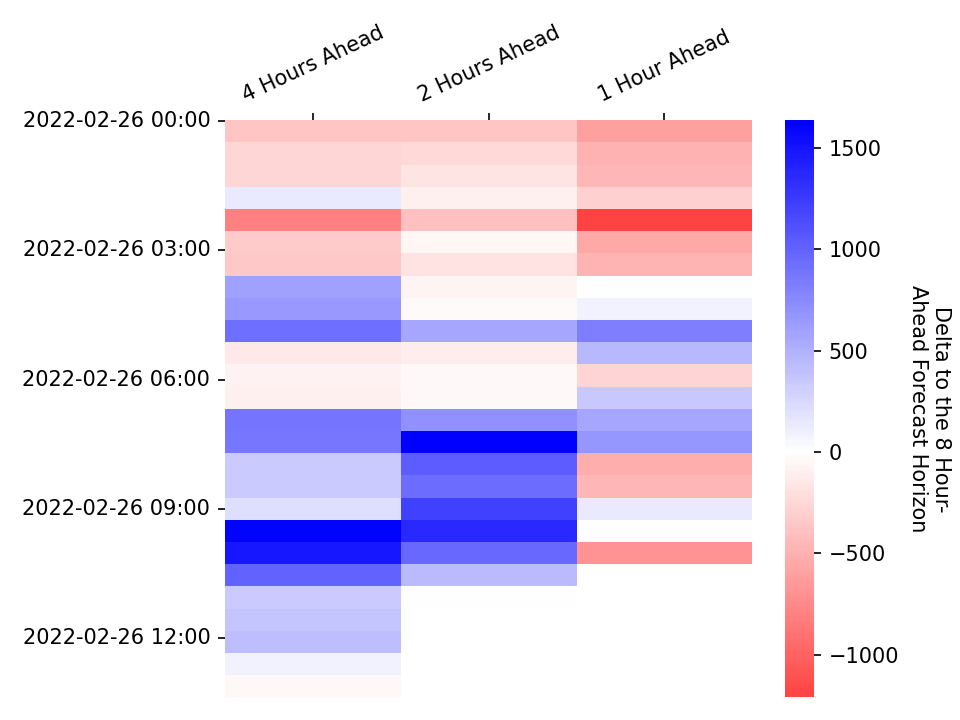 4 Hours Ahead
2 Hours Ahead
1 Hour Ahead
2022-02-26 00:00
2022-02-26 03:00
2022-02-26 06:00
2022-02-26 09:00
2022-02-26 12:00
1500
1000
500
0
−500
−1000
Delta to the 8 Hour-
Ahead Forecast Horizon